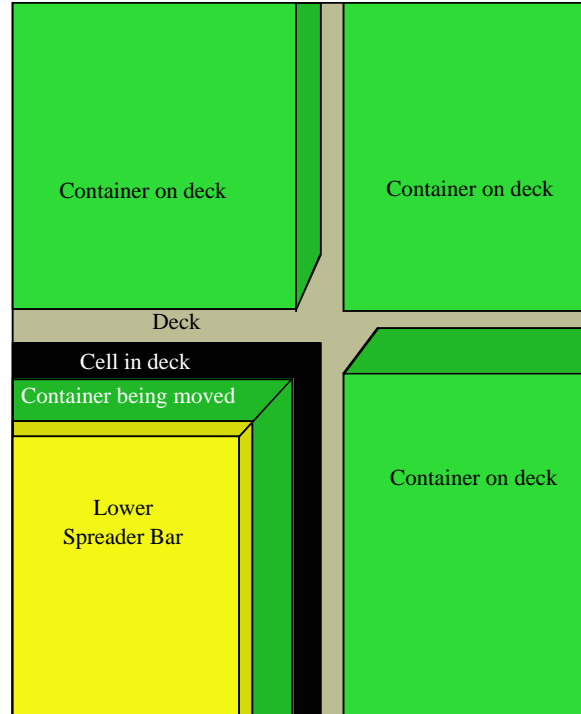 Container on deck
Container on deck
Deck
Cell in deck
Container being moved
Container on deck
Lower
Spreader Bar